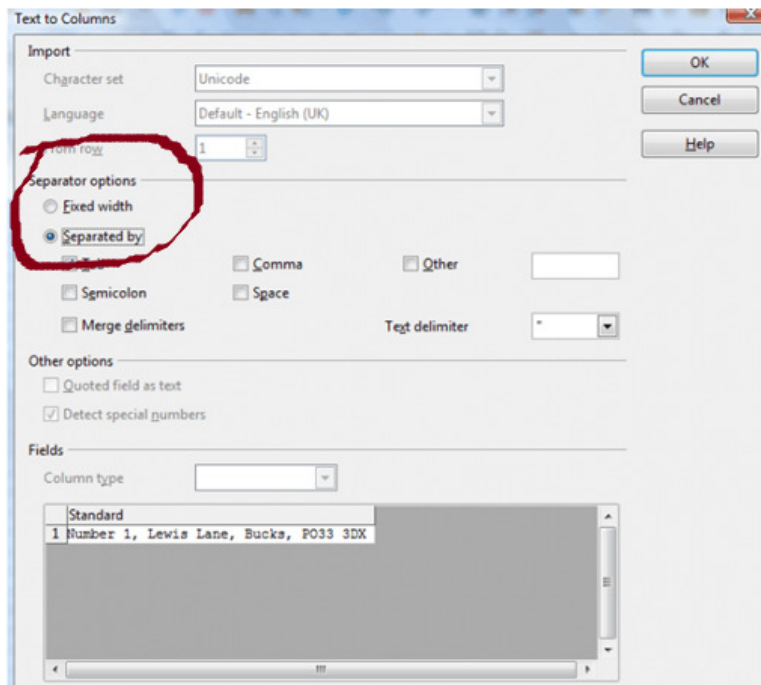 Text to Columns
Import
OK
Character set Unicode
Cancel
Language Default - English (UK)
From row 1
Help
Separator options
Fixed width
Separated by
Tab Comma Other
Semicolon Space
Merge delimiters Text delimiter "
Other options
Quoted field as text
Detect special numbers
Fields
Column type
Standard
1 Number 1, Lewis Lane, Bucks, PO33 3DX